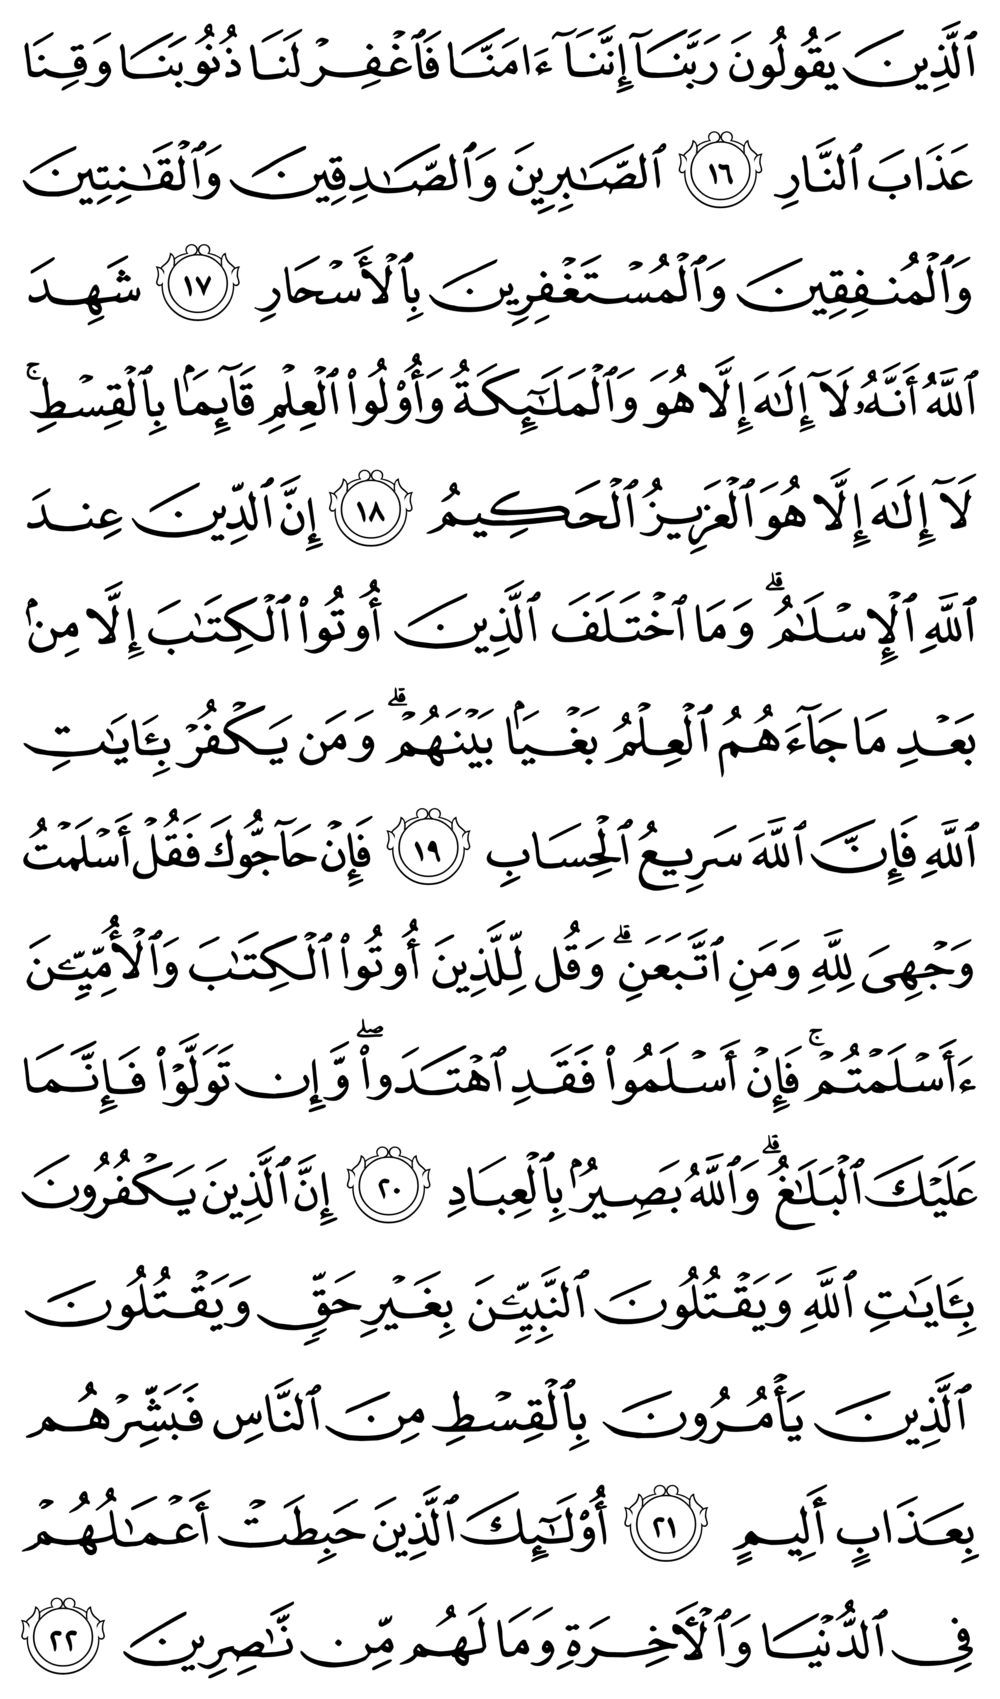 ٱلَّذِينَ يَقُولُونَ رَبَّنَآ إِنَّنَآ ءَامَنَّا فَٱغۡفِرۡ لَنَا ذُنُوبَنَا وَقِنَا
عَذَابَ ٱلنَّارِ ١٦ ٱلصَّٰبِرِينَ وَٱلصَّٰدِقِينَ وَٱلۡقَٰنِتِينَ
وَٱلۡمُنفِقِينَ وَٱلۡمُسۡتَغۡفِرِينَ بِٱلۡأَسۡحَارِ ١٧ شَهِدَ
ٱللَّهُ أَنَّهُۥ لَآ إِلَٰهَ إِلَّا هُوَ وَٱلۡمَلَٰٓئِكَةُ وَأُوْلُواْ ٱلۡعِلۡمِ قَآئِمَۢا بِٱلۡقِسۡطِۚ
لَآ إِلَٰهَ إِلَّا هُوَ ٱلۡعَزِيزُ ٱلۡحَكِيمُ ١٨ إِنَّ ٱلدِّينَ عِندَ
ٱللَّهِ ٱلۡإِسۡلَٰمُۗ وَمَا ٱخۡتَلَفَ ٱلَّذِينَ أُوتُواْ ٱلۡكِتَٰبَ إِلَّا مِنۢ
بَعۡدِ مَا جَآءَهُمُ ٱلۡعِلۡمُ بَغۡيَۢا بَيۡنَهُمۡۗ وَمَن يَكۡفُرۡ بِـَٔايَٰتِ
ٱللَّهِ فَإِنَّ ٱللَّهَ سَرِيعُ ٱلۡحِسَابِ ١٩ فَإِنۡ حَآجُّوكَ فَقُلۡ أَسۡلَمۡتُ
وَجۡهِيَ لِلَّهِ وَمَنِ ٱتَّبَعَنِۗ وَقُل لِّلَّذِينَ أُوتُواْ ٱلۡكِتَٰبَ وَٱلۡأُمِّيِّـۧنَ
ءَأَسۡلَمۡتُمۡۚ فَإِنۡ أَسۡلَمُواْ فَقَدِ ٱهۡتَدَواْۖ وَّإِن تَوَلَّوۡاْ فَإِنَّمَا
عَلَيۡكَ ٱلۡبَلَٰغُۗ وَٱللَّهُ بَصِيرُۢ بِٱلۡعِبَادِ ٢٠ إِنَّ ٱلَّذِينَ يَكۡفُرُونَ
بِـَٔايَٰتِ ٱللَّهِ وَيَقۡتُلُونَ ٱلنَّبِيِّـۧنَ بِغَيۡرِ حَقّٖ وَيَقۡتُلُونَ
ٱلَّذِينَ يَأۡمُرُونَ بِٱلۡقِسۡطِ مِنَ ٱلنَّاسِ فَبَشِّرۡهُم
بِعَذَابٍ أَلِيمٍ ٢١ أُوْلَٰٓئِكَ ٱلَّذِينَ حَبِطَتۡ أَعۡمَٰلُهُمۡ
فِي ٱلدُّنۡيَا وَٱلۡأٓخِرَةِ وَمَا لَهُم مِّن نَّٰصِرِينَ ٢٢